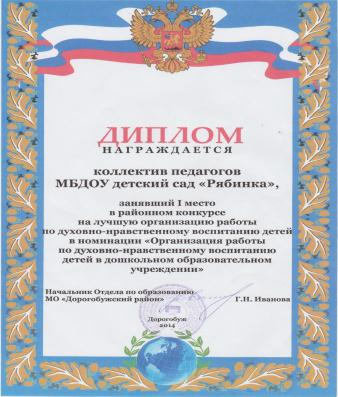 ДИПЛОМ
НАГРАЖДАЕТСЯ
коллектив педагогов
МБДОУ детский сад «Рябинка»,
занявший I место
в районном конкурсе
на лучшую организацию работы
по духовно-нравственному воспитанию детей
в номинации «Организация работы
по духовно-нравственному воспитанию
детей в дошкольном образовательном
учреждении»
Начальник Отдела по образованию
МО «Дорогобужский район» Г.Н. Иванова
Дорогобуж
2014